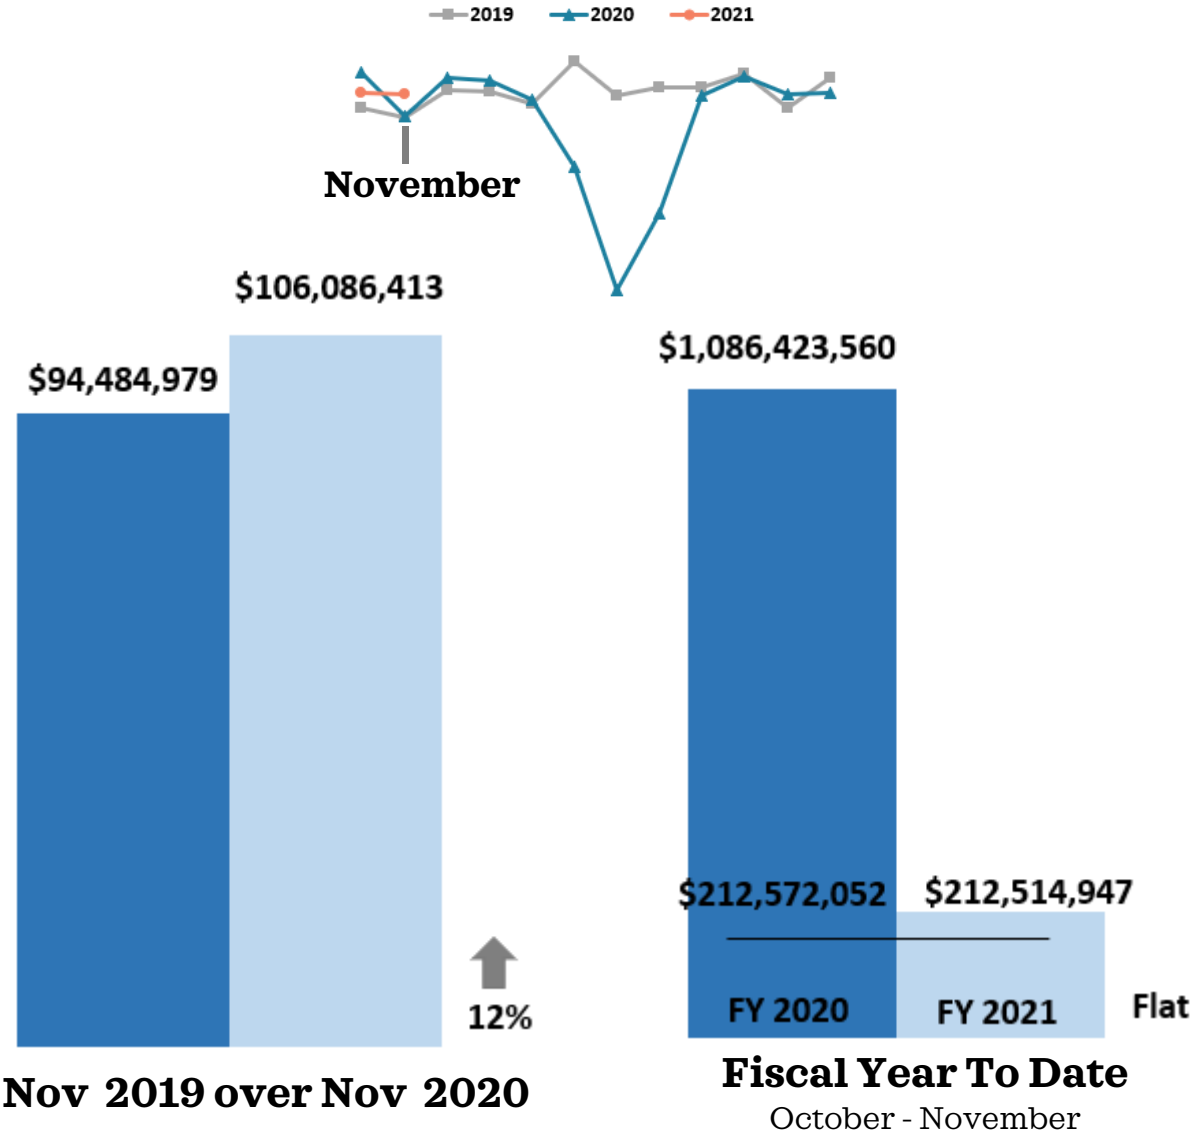 2019 2020 2021
November
$106,086,413
$94,484,979
12%
Nov 2019 over Nov 2020
$1,086,423,560
$212,572,052 $212,514,947
FY 2020 FY 2021 Flat
Fiscal Year To Date
October - November